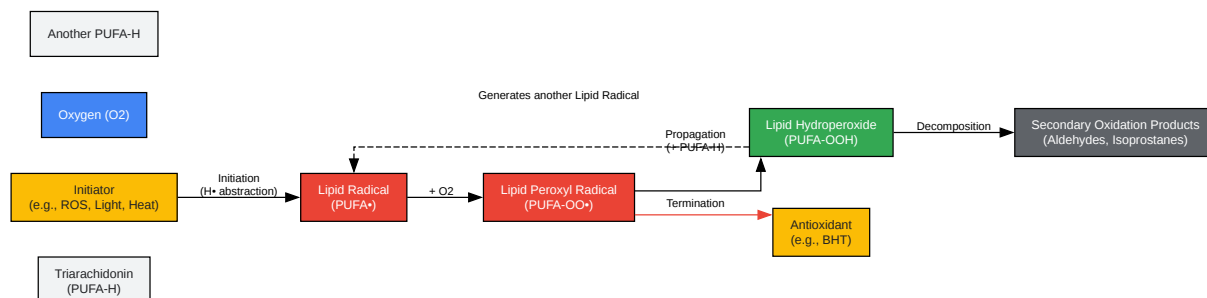 Another PUFA-H
Oxygen (O2)
Generates another Lipid Radical
Propagation
(+ PUFA-H)
Lipid Hydroperoxide
(PUFA-OOH)
Decomposition
Secondary Oxidation Products
(Aldehydes, Isoprostanes)
Initiator
(e.g., ROS, Light, Heat)
Initiation
(H• abstraction)
Lipid Radical
(PUFA•)
+ O2
Lipid Peroxyl Radical
(PUFA-OO•)
Termination
Antioxidant
(e.g., BHT)
Triarachidonin
(PUFA-H)